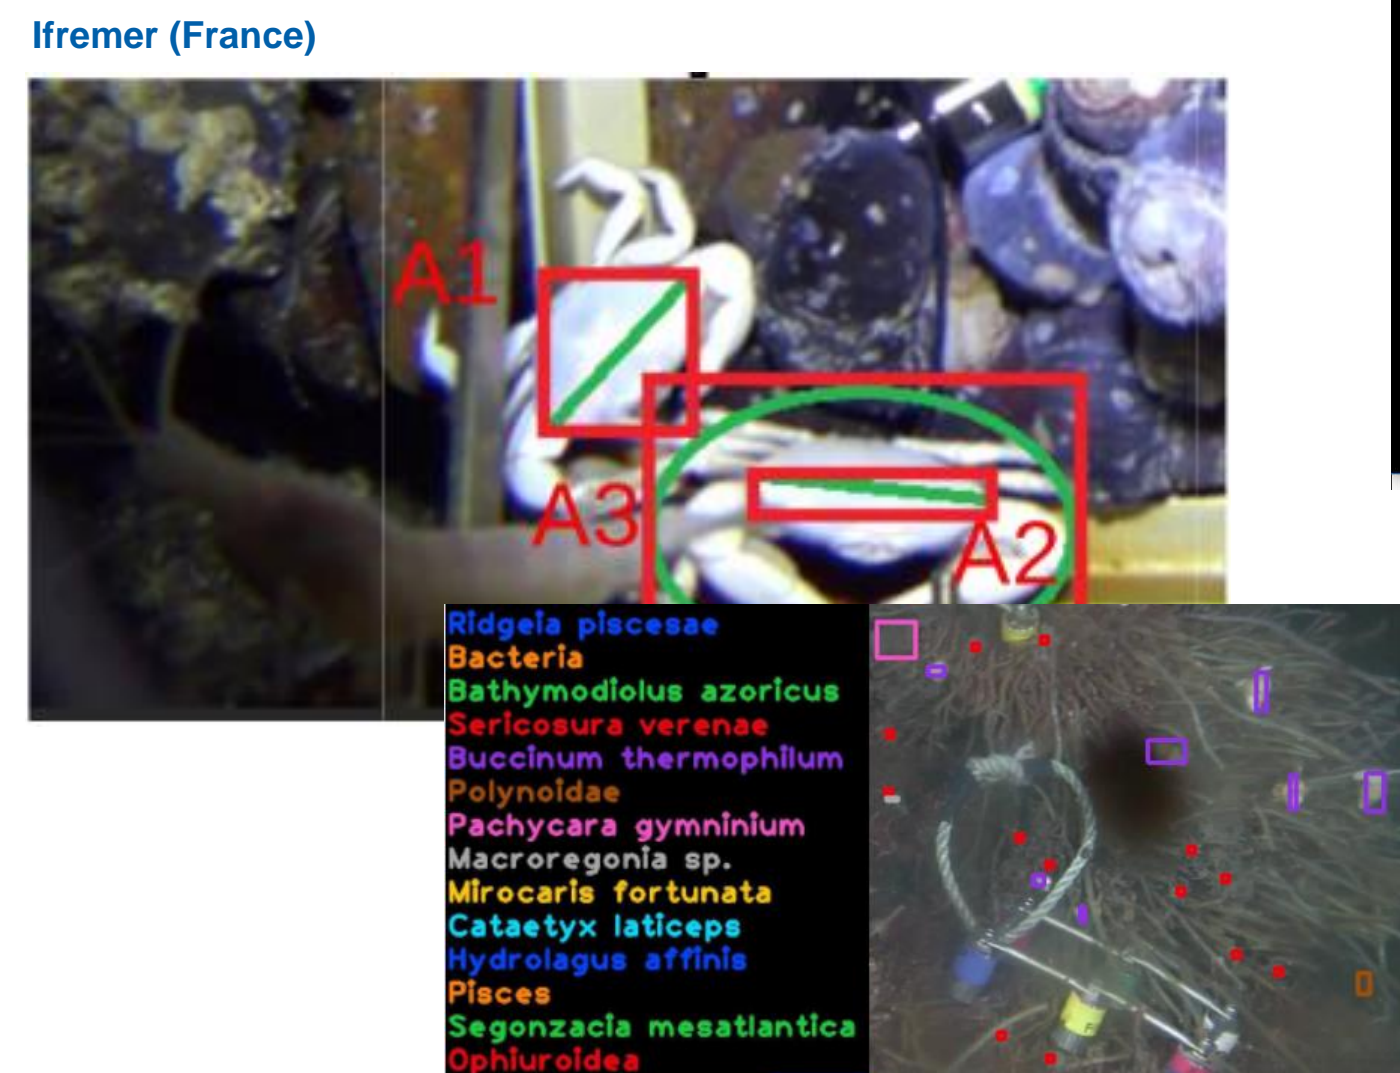 Ifremer (France)
A1
A3
A2
Ridgeia piscesae
Bacteria
Bathymodiolus azoricus
Sericosura verenae
Buccinum thermophilum
Polynoidae
Pachycara gymninium
Macroregonia sp.
Mirocaris fortunata
Cataetyx laticeps
Hydrolagus affinis
Pisces
Segonzacia mesatlantica
Ophiuroidea